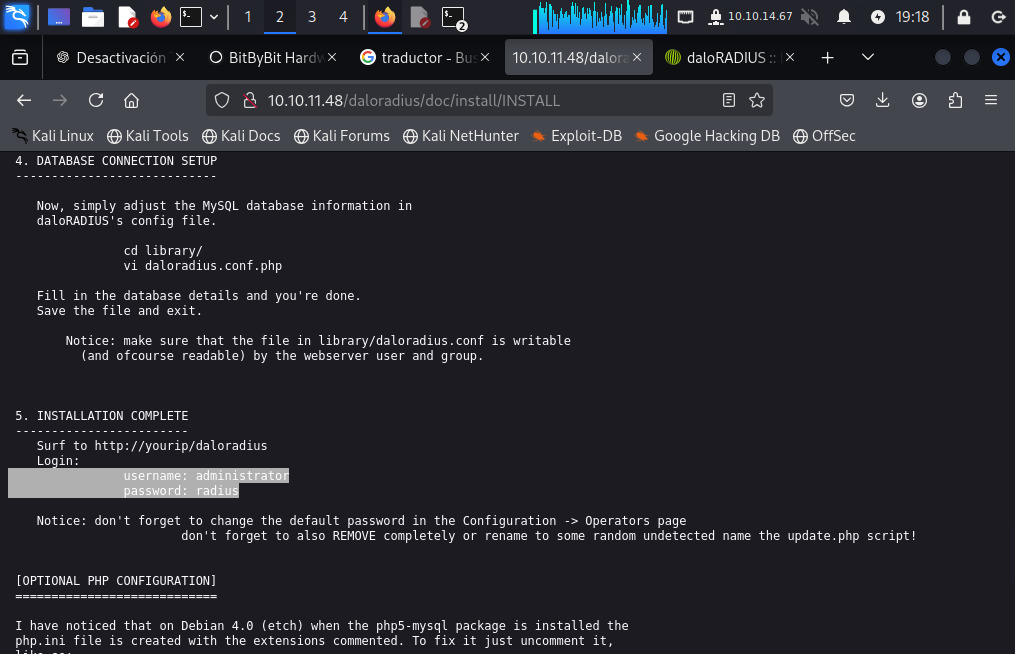 1 2 3 4 2 10.10.14.67 19:18
Desactivación BitByBit Hardw traductor - Bus 10.10.11.48/dalora daloRADIUS ::
10.10.11.48/daloradius/doc/install/INSTALL
Kali Linux Kali Tools Kali Docs Kali Forums Kali NetHunter Exploit-DB Google Hacking DB OffSec
4. DATABASE CONNECTION SETUP
----------------------------
Now, simply adjust the MySQL database information in
daloRADIUS's config file.
cd library/
vi daloradius.conf.php
Fill in the database details and you're done.
Save the file and exit.
Notice: make sure that the file in library/daloradius.conf is writable
(and ofcourse readable) by the webserver user and group.
5. INSTALLATION COMPLETE
------------------------
Surf to http://yourip/daloradius
Login:
username: administrator
password: radius
Notice: don't forget to change the default password in the Configuration -> Operators page
don't forget to also REMOVE completely or rename to some random undetected name the update.php script!
[OPTIONAL PHP CONFIGURATION]
============================
I have noticed that on Debian 4.0 (etch) when the php5-mysql package is installed the
php.ini file is created with the extensions commented. To fix it just uncomment it,